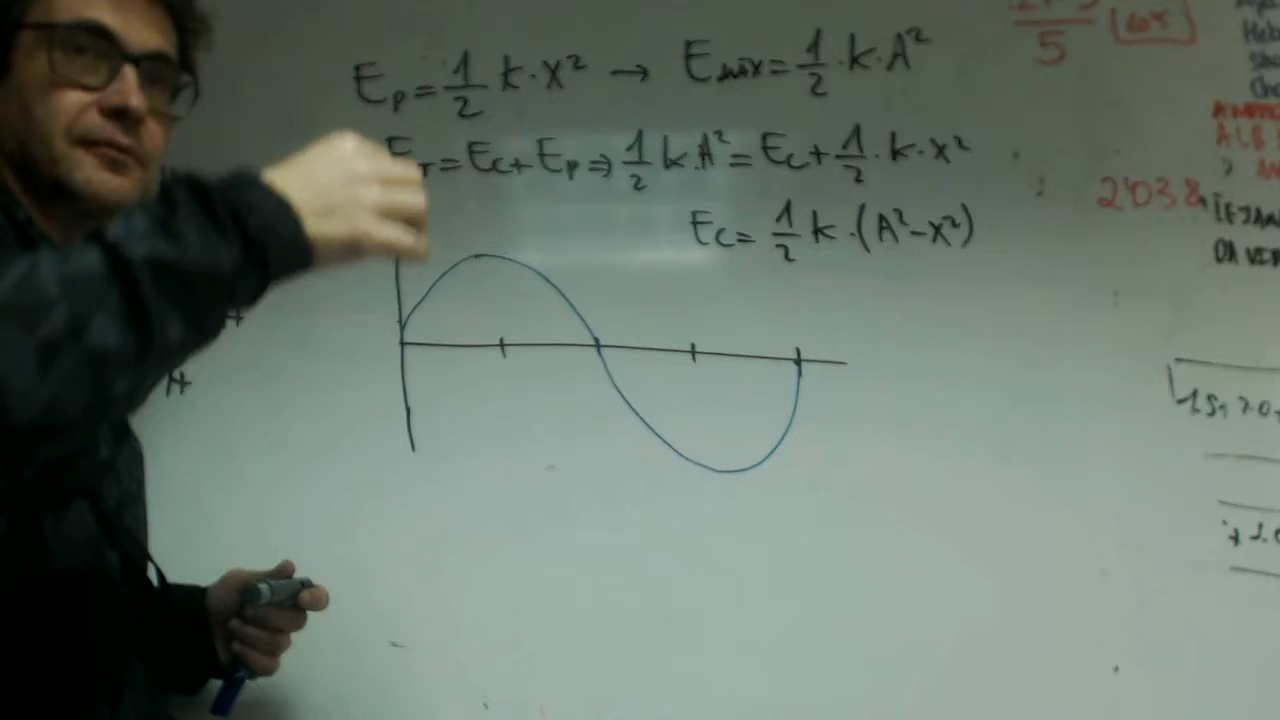 Ep = 1/2 k·x² → Emáx = 1/2 · k·A²
ET = Ec + Ep ⇒ 1/2 k·A² = Ec + 1/2 · k·x²
Ec = 1/2 k·(A² - x²)
5
2'038